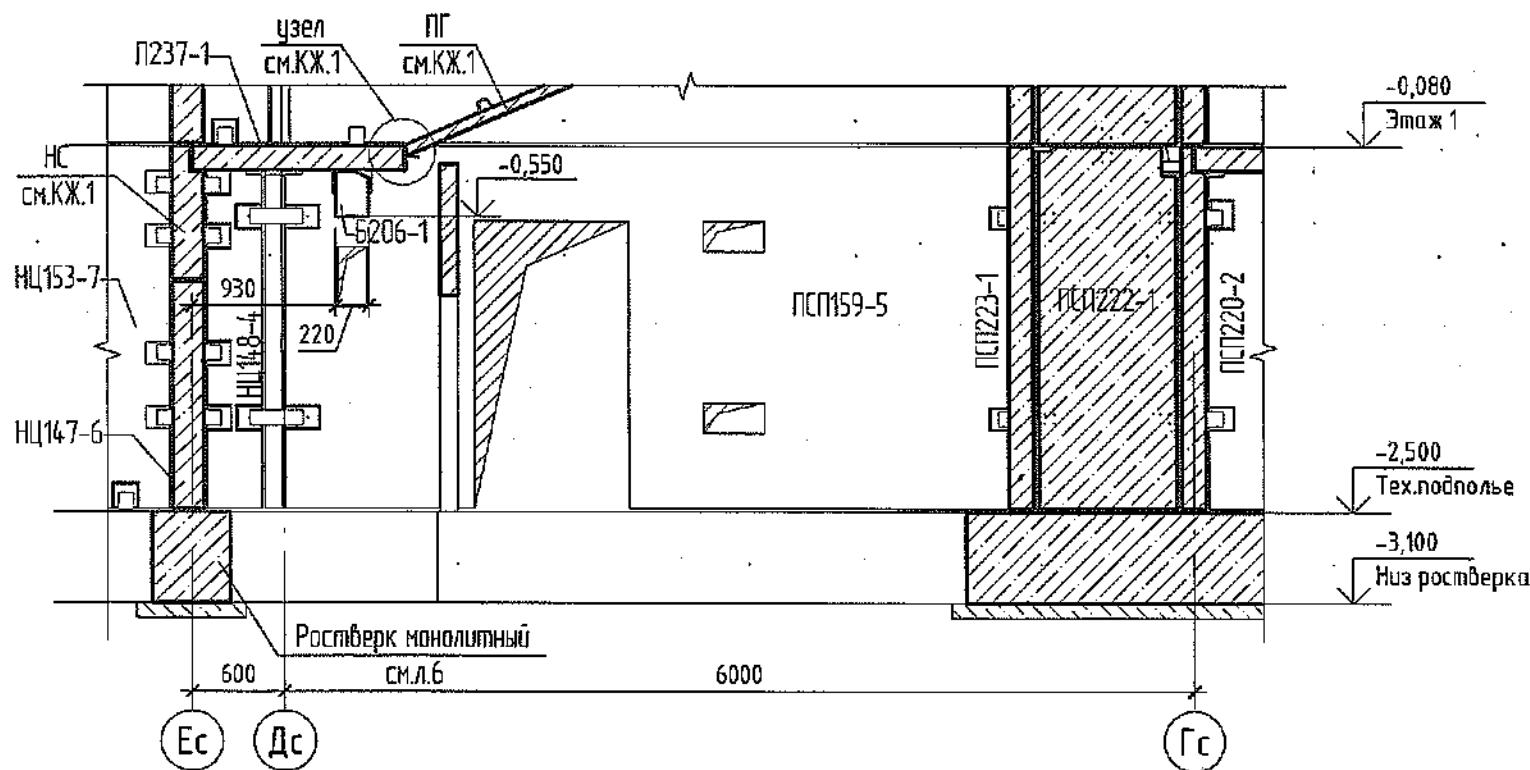 узел
см.КЖ.1
ПГ
см.КЖ.1
П237-1
-0,080
Этаж 1
НС
см.КЖ.1
-0,550
Б206-1
НЦ153-7
930
220
НЦ148-4
ПСП159-5
ПСП223-1
ПСП222-1
ПСП220-2
НЦ147-6
-2,500
Тех.подполье
-3,100
Низ ростверка
Ростверк монолитный
см.л.6
600
6000
Ес
Дс
Гс